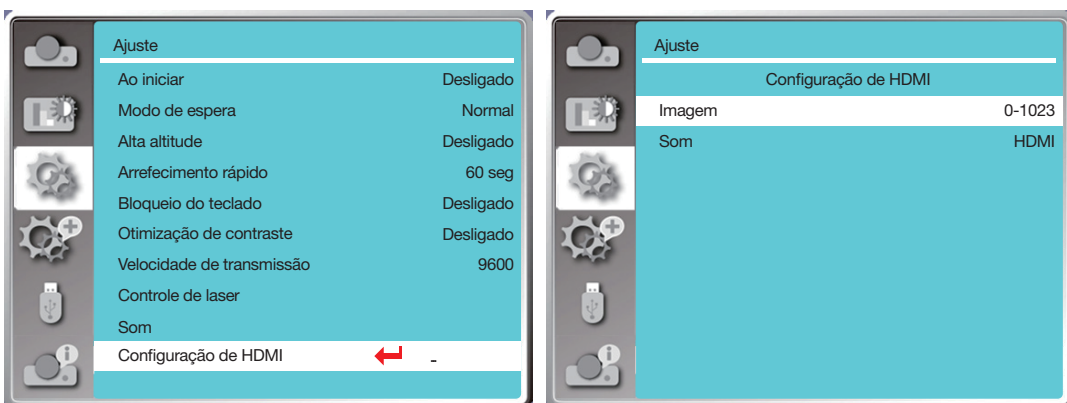 Ajuste
Ao iniciar Desligado
Modo de espera Normal
Alta altitude Desligado
Arrefecimento rápido 60 seg
Bloqueio do teclado Desligado
Otimização de contraste Desligado
Velocidade de transmissão 9600
Controle de laser
Som
Configuração de HDMI -
Ajuste
Configuração de HDMI
Imagem 0-1023
Som HDMI